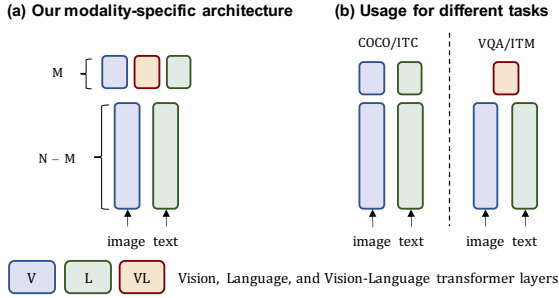 (a) Our modality-specific architecture
(b) Usage for different tasks
COCO/ITC
VQA/ITM
M
N − M
image text
image text
image text
V
L
VL
Vision, Language, and Vision-Language transformer layers